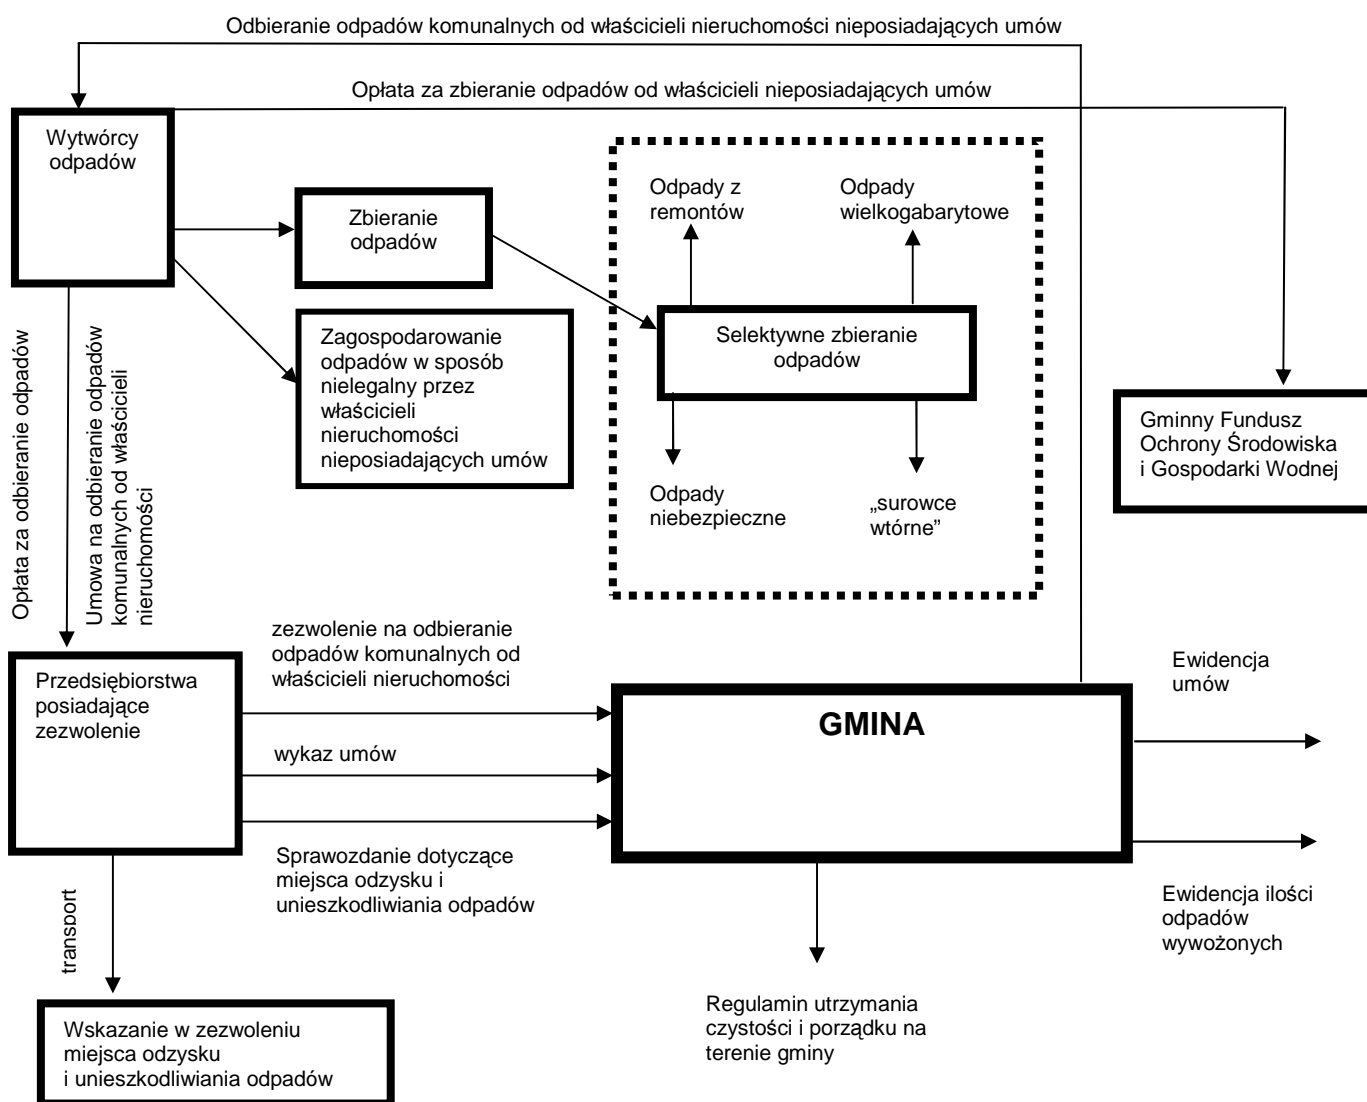 Odbieranie odpadów komunalnych od właścicieli nieruchomości nieposiadających umów
Opłata za zbieranie odpadów od właścicieli nieposiadających umów
Wytwórcy
odpadów
Zbieranie
odpadów
Odpady z
remontów
Odpady
wielkogabarytowe
Selektywne zbieranie
odpadów
Zagospodarowanie
odpadów w sposób
nielegalny przez
właścicieli
nieruchomości
nieposiadających umów
Odpady
niebezpieczne
„surowce
wtórne”
Gminny Fundusz
Ochrony Środowiska
i Gospodarki Wodnej
Opłata za odbieranie odpadów
Umowa na odbieranie odpadów
komunalnych od właścicieli
nieruchomości
zezwolenie na odbieranie
odpadów komunalnych od
właścicieli nieruchomości
Przedsiębiorstwa
posiadające
zezwolenie
wykaz umów
Sprawozdanie dotyczące
miejsca odzysku i
unieszkodliwiania odpadów
GMINA
Ewidencja
umów
Ewidencja ilości
odpadów
wywożonych
transport
Wskazanie w zezwoleniu
miejsca odzysku
i unieszkodliwiania odpadów
Regulamin utrzymania
czystości i porządku na
terenie gminy